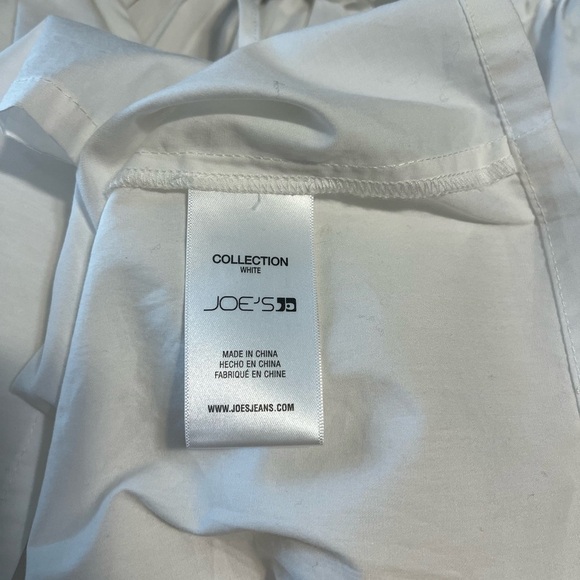 COLLECTION
WHITE
JOE'S
MADE IN CHINA
HECHO EN CHINA
FABRIQUÉ EN CHINE
WWW.JOESJEANS.COM